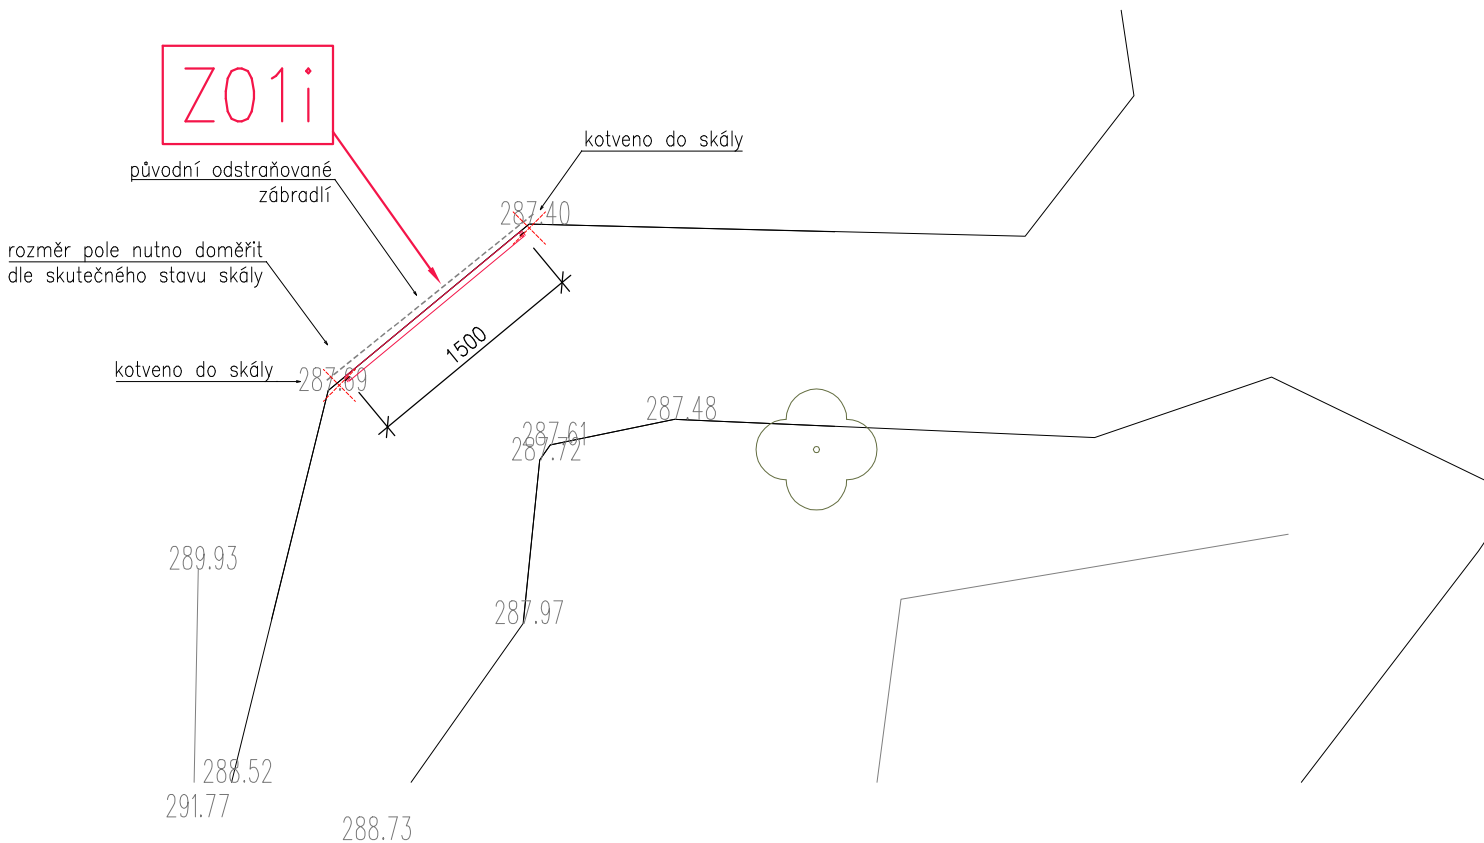 Z01i
kotveno do skály
původní odstraňované
zábradlí
287.40
rozměr pole nutno doměřit
dle skutečného stavu skály
1500
kotveno do skály
287.69
287.48
287.61
287.72
289.93
287.97
288.52
291.77
288.73